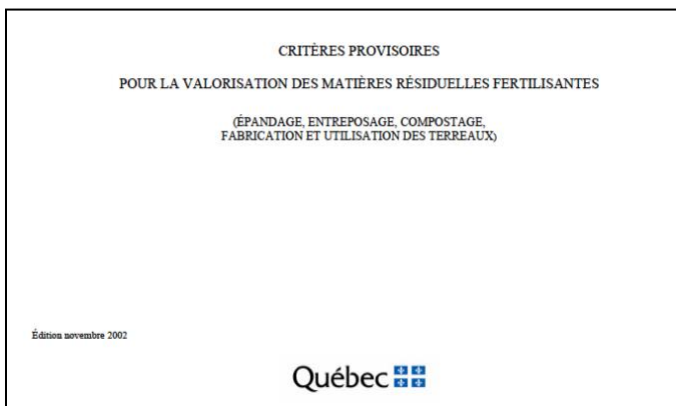 CRITÈRES PROVISOIRES
POUR LA VALORISATION DES MATIÈRES RÉSIDUELLES FERTILISANTES
(ÉPANDAGE, ENTREPOSAGE, COMPOSTAGE,
FABRICATION ET UTILISATION DES TERREAUX)
Édition novembre 2002
Québec